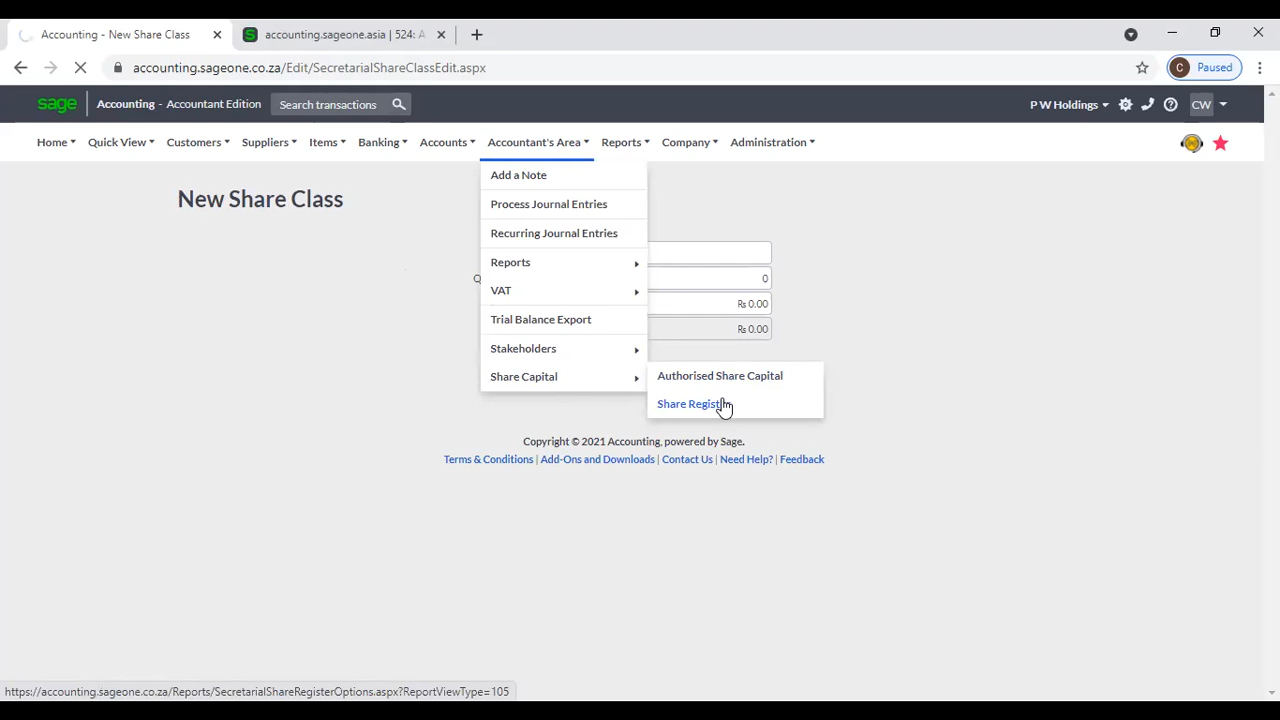 Accounting - New Share Class
accounting.sageone.asia | 524: A
accounting.sageone.co.za/Edit/SecretarialShareClassEdit.aspx
C Paused
sage Accounting - Accountant Edition Search transactions P W Holdings CW
Home Quick View Customers Suppliers Items Banking Accounts Accountant's Area Reports Company Administration
New Share Class
Add a Note
Process Journal Entries
Recurring Journal Entries
Reports
VAT
Trial Balance Export
Stakeholders
Share Capital
Authorised Share Capital
Share Regist
Q
0
Rs 0.00
Rs 0.00
Copyright © 2021 Accounting, powered by Sage.
Terms & Conditions | Add-Ons and Downloads | Contact Us | Need Help? | Feedback
https://accounting.sageone.co.za/Reports/SecretarialShareRegisterOptions.aspx?ReportViewType=105